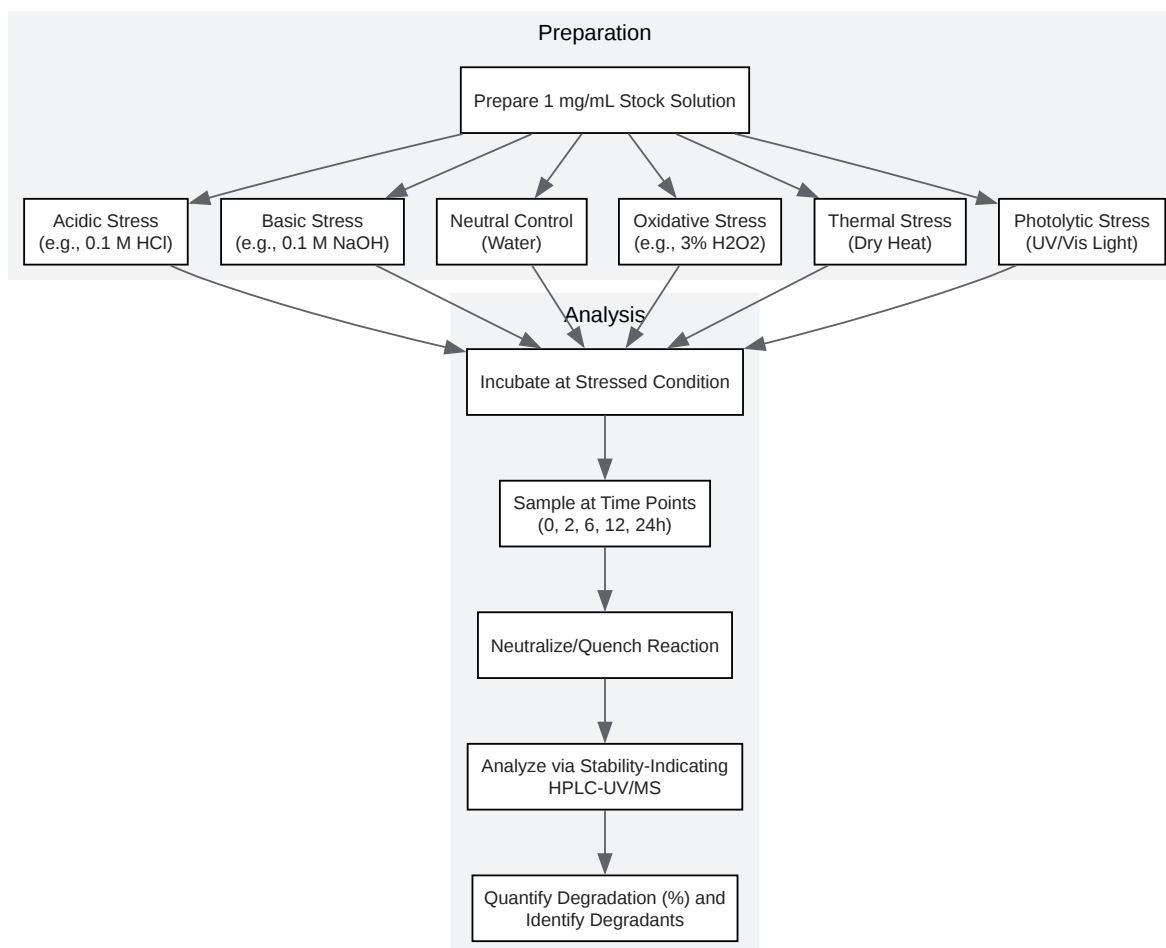 Preparation
Prepare 1 mg/mL Stock Solution
Acidic Stress
(e.g., 0.1 M HCl)
Basic Stress
(e.g., 0.1 M NaOH)
Neutral Control
(Water)
Oxidative Stress
(e.g., 3% H2O2)
Thermal Stress
(Dry Heat)
Photolytic Stress
(UV/Vis Light)
Analysis
Incubate at Stressed Condition
Sample at Time Points
(0, 2, 6, 12, 24h)
Neutralize/Quench Reaction
Analyze via Stability-Indicating
HPLC-UV/MS
Quantify Degradation (%) and
Identify Degradants